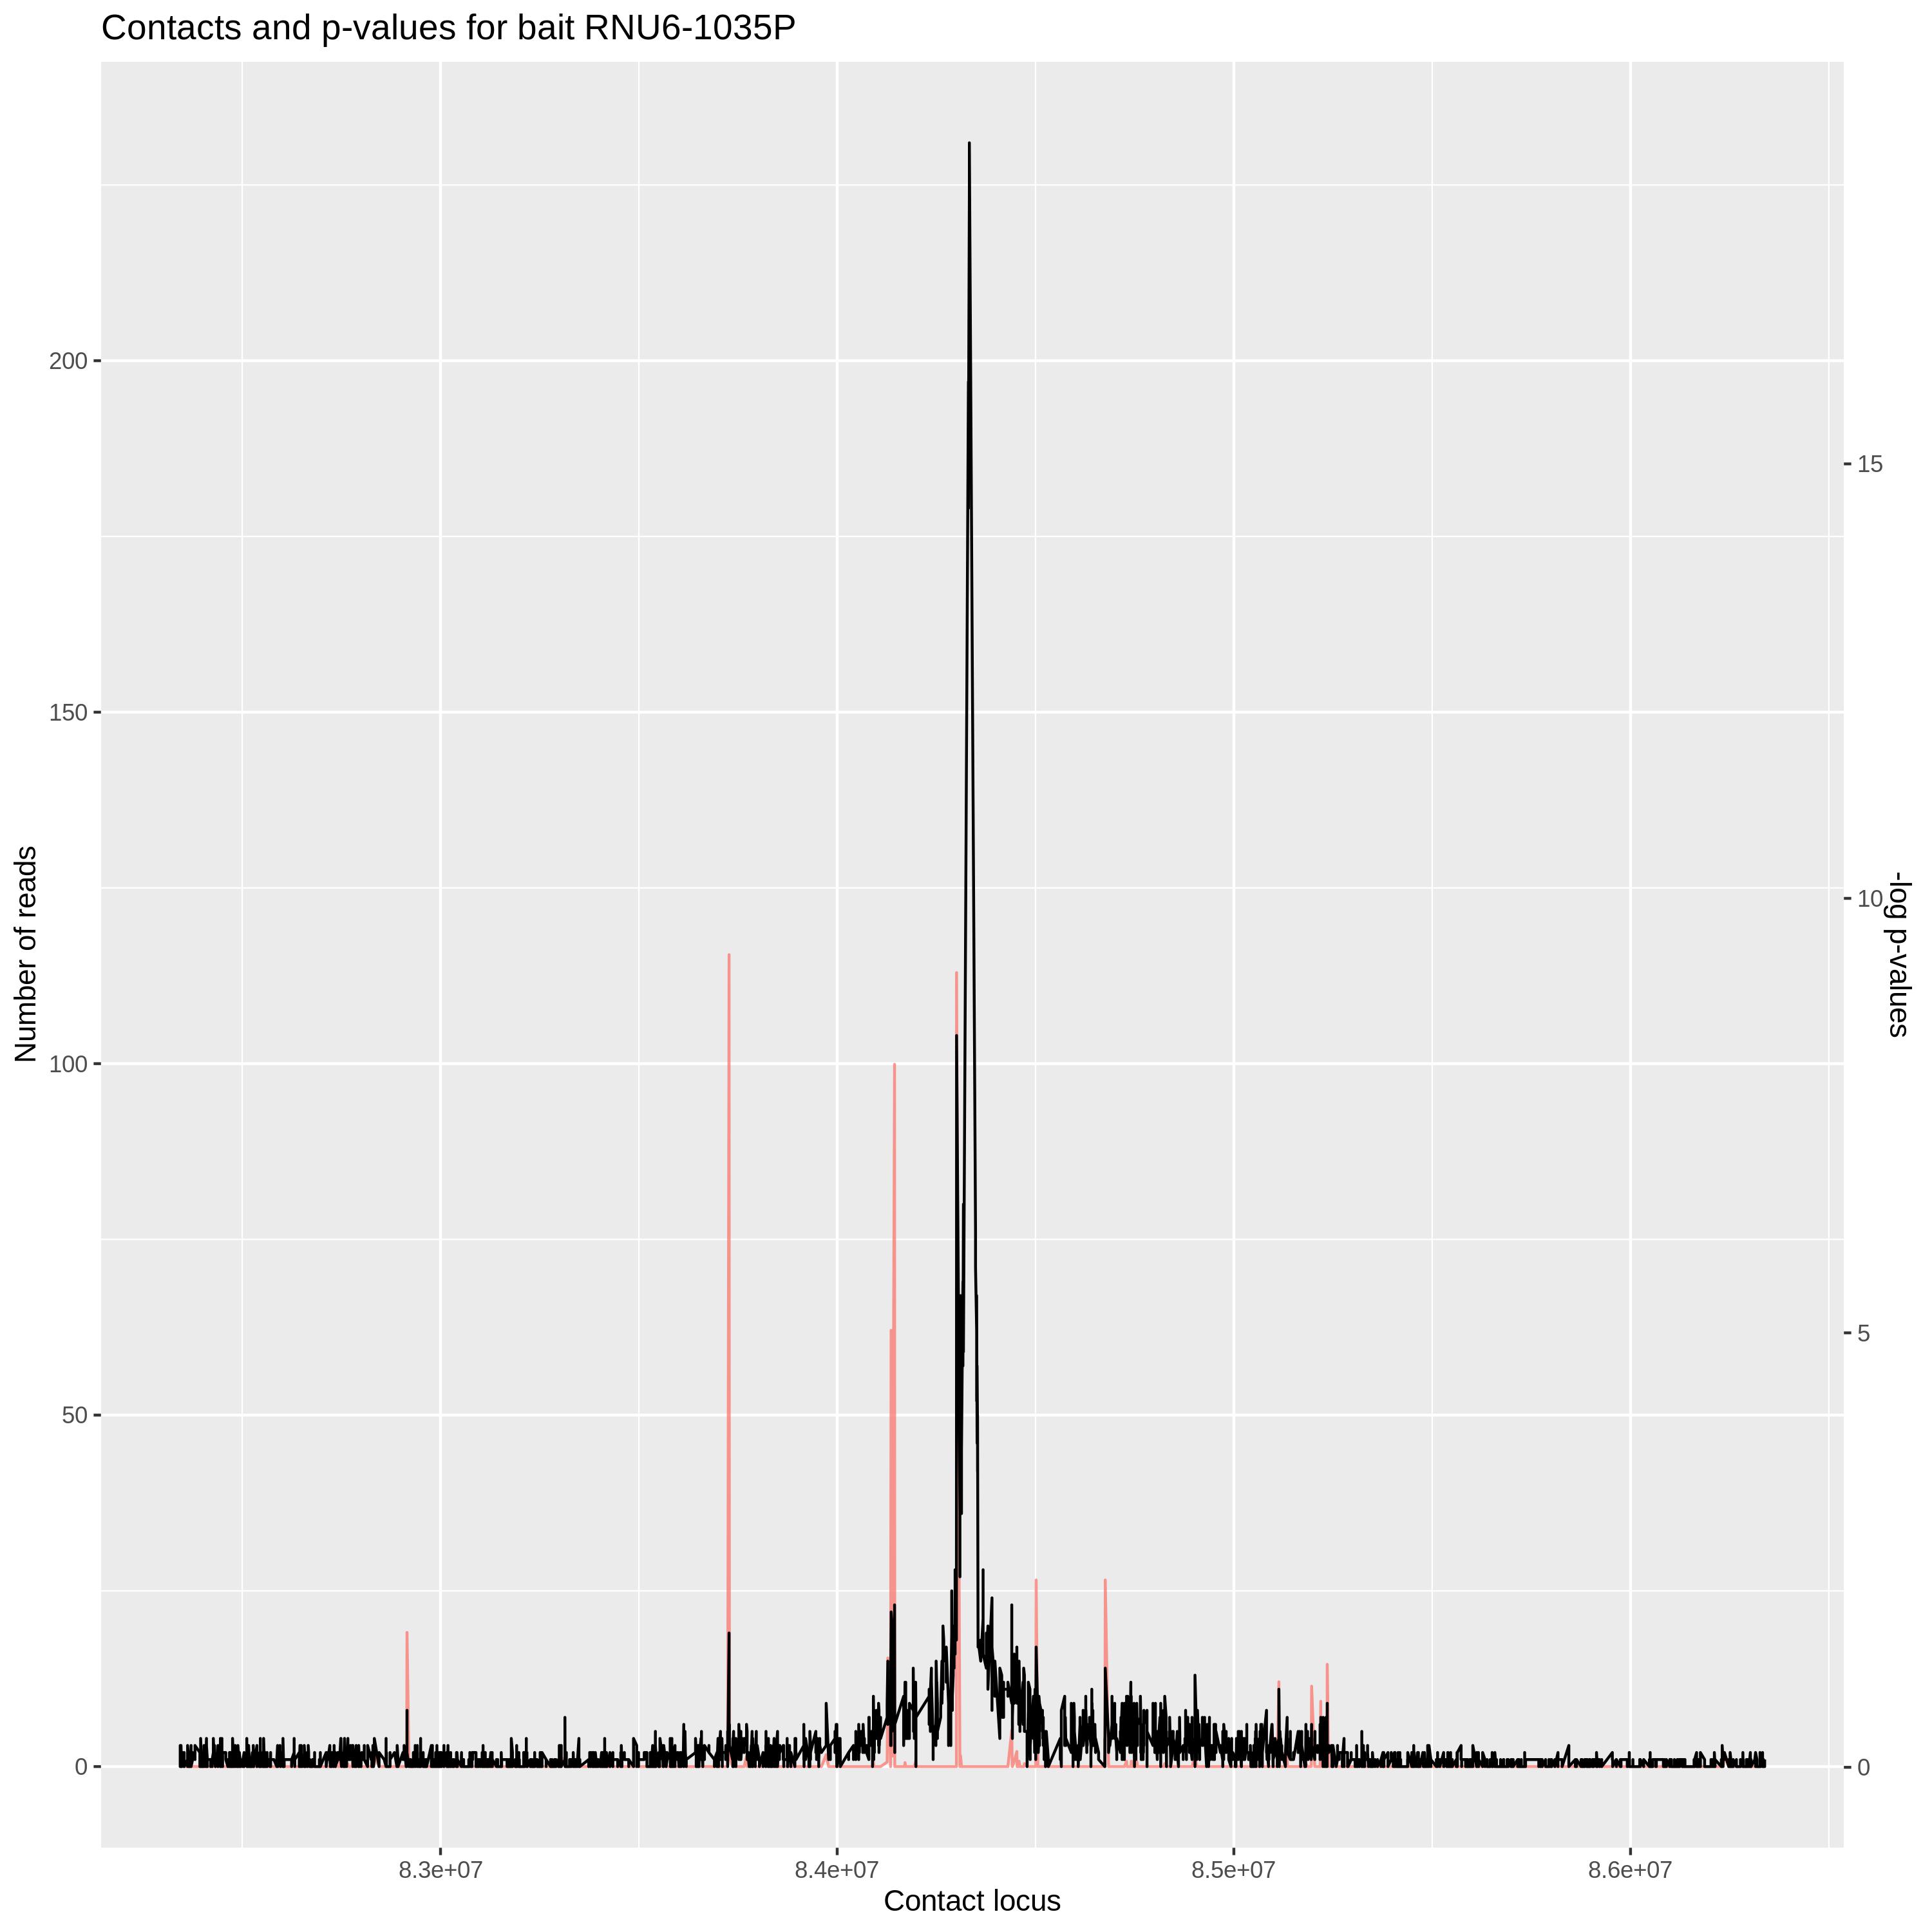 Contacts and p-values for bait RNU6-1035P
Number of reads
200
150
100
50
0
15
10
5
0
-log p-values
8.3e+07 8.4e+07 8.5e+07 8.6e+07
Contact locus